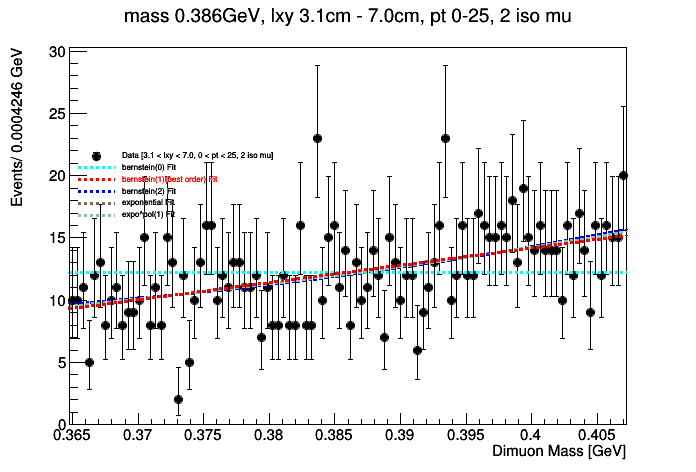 mass 0.386GeV, lxy 3.1cm - 7.0cm, pt 0-25, 2 iso mu
Events/ 0.0004246 GeV
30
25
20
15
10
5
0
Data [3.1 < lxy < 7.0, 0 < pt < 25, 2 iso mu]
bernstein(0) Fit
bernstein(1)(best order) Fit
bernstein(2) Fit
exponential Fit
expo*pol(1) Fit
0.365 0.37 0.375 0.38 0.385 0.39 0.395 0.4 0.405
Dimuon Mass [GeV]